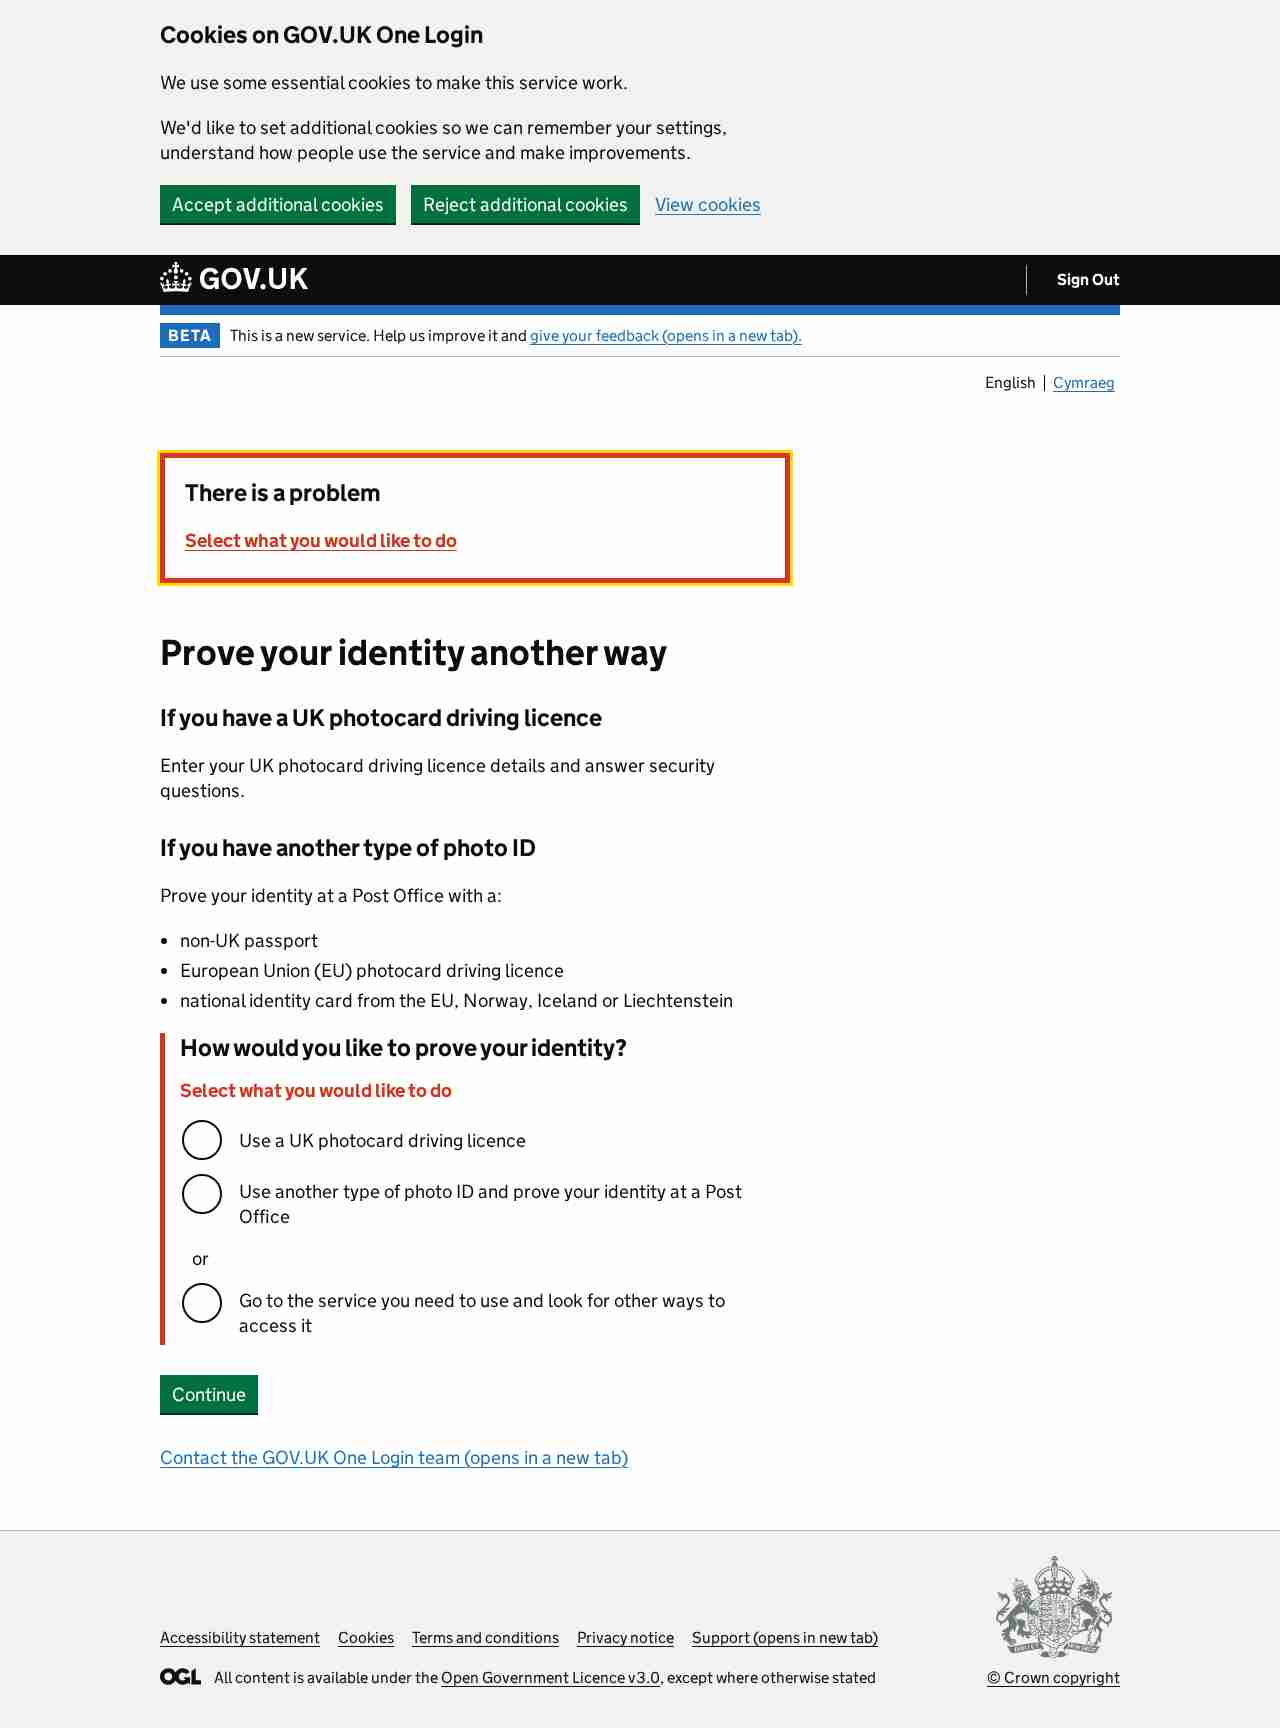 Cookies on GOV.UK One Login
We use some essential cookies to make this service work.
We'd like to set additional cookies so we can remember your settings,
understand how people use the service and make improvements.
Accept additional cookies Reject additional cookies View cookies
GOV.UK Sign Out
BETA This is a new service. Help us improve it and give your feedback (opens in a new tab).
English Cymraeg
There is a problem
Select what you would like to do
Prove your identity another way
If you have a UK photocard driving licence
Enter your UK photocard driving licence details and answer security
questions.
If you have another type of photo ID
Prove your identity at a Post Office with a:
• non-UK passport
• European Union (EU) photocard driving licence
• national identity card from the EU, Norway, Iceland or Liechtenstein
How would you like to prove your identity?
Select what you would like to do
Use a UK photocard driving licence
Use another type of photo ID and prove your identity at a Post
Office
or
Go to the service you need to use and look for other ways to
access it
Continue
Contact the GOV.UK One Login team (opens in a new tab)
Accessibility statement Cookies Terms and conditions Privacy notice Support (opens in new tab)
OGL All content is available under the Open Government Licence v3.0, except where otherwise stated
© Crown copyright